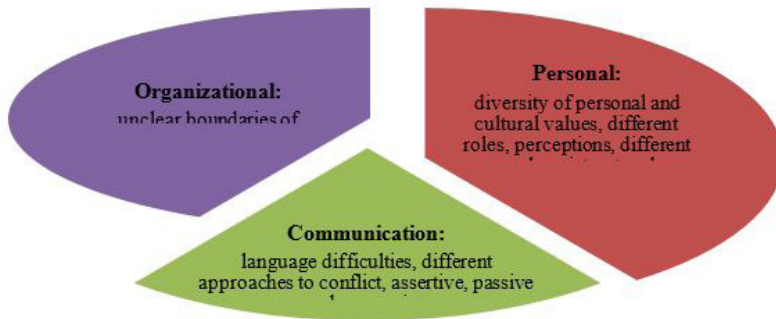 Organizational:
unclear boundaries of
Personal:
diversity of personal and
cultural values, different
roles, perceptions, different
Communication:
language difficulties, different
approaches to conflict, assertive, passive